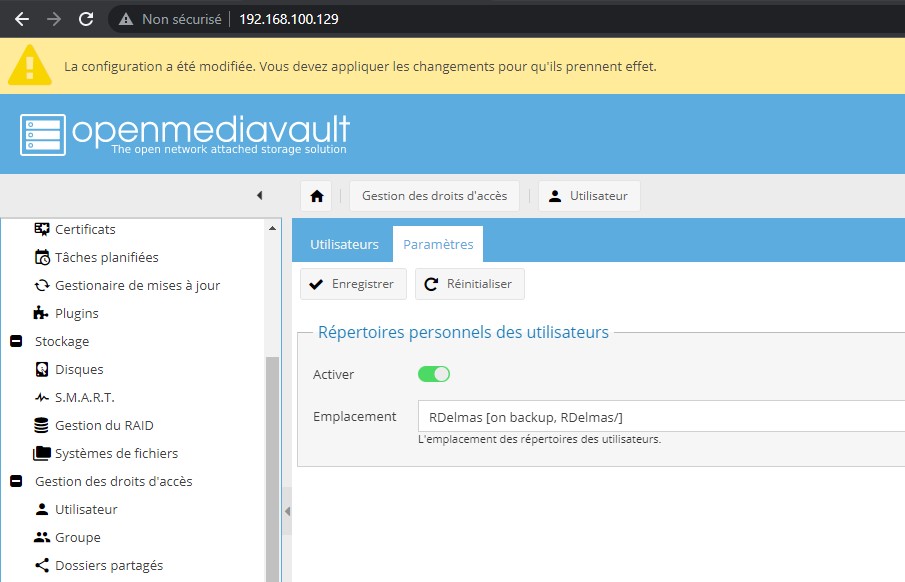 Non sécurisé 192.168.100.129
La configuration a été modifiée. Vous devez appliquer les changements pour qu'ils prennent effet.
openmediavault
The open network attached storage solution
Gestion des droits d'accès
Utilisateur
Certificats
Tâches planifiées
Gestionaire de mises à jour
Plugins
Stockage
Disques
S.M.A.R.T.
Gestion du RAID
Systèmes de fichiers
Gestion des droits d'accès
Utilisateur
Groupe
Dossiers partagés
Utilisateurs
Paramètres
Enregistrer
Réinitialiser
Répertoires personnels des utilisateurs
Activer
Emplacement
RDelmas [on backup, RDelmas/]
L'emplacement des répertoires des utilisateurs.